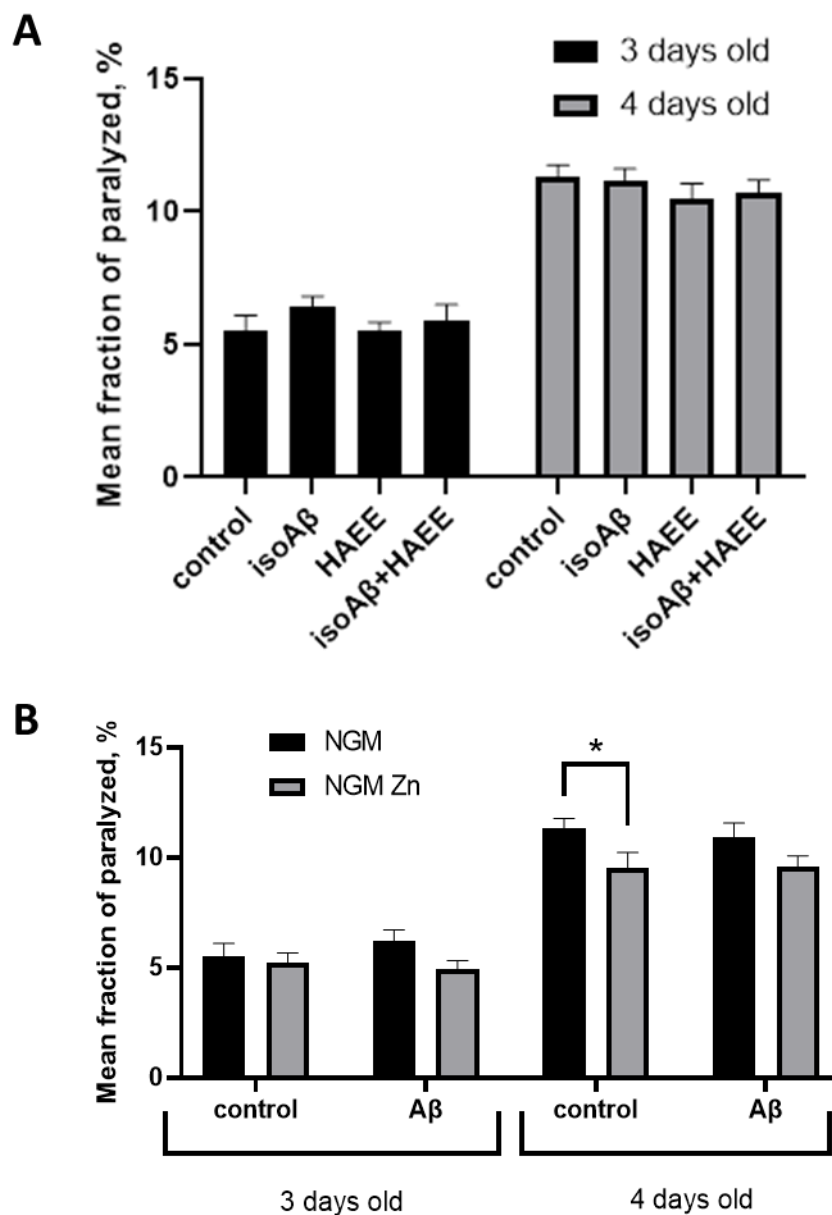 A
3 days old
4 days old
Mean fraction of paralyzed, %
15
10
5
0
control
isoAβ
HAEE
isoAβ+HAEE
control
isoAβ
HAEE
isoAβ+HAEE
B
NGM
NGM Zn
*
Mean fraction of paralyzed, %
15
10
5
0
control
Aβ
control
Aβ
3 days old
4 days old